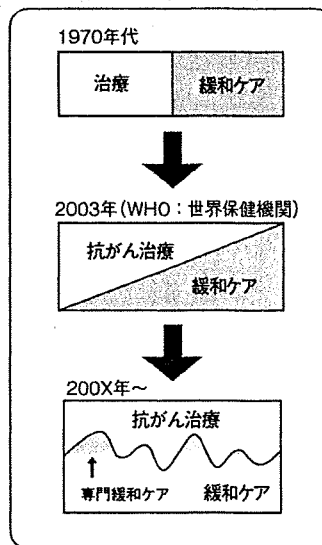 1970年代
治療 緩和ケア
2003年(WHO:世界保健機関)
抗がん治療
緩和ケア
200X年~
抗がん治療
専門緩和ケア 緩和ケア